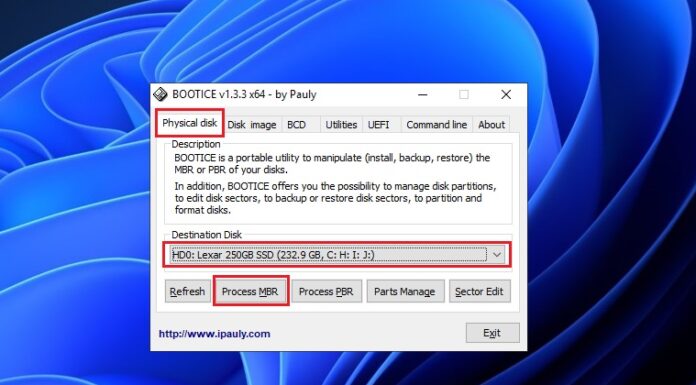 BOOTICE v1.3.3 x64 - by Pauly
Physical disk Disk image BCD Utilities UEFI Command line About
Description
BOOTICE is a portable utility to manipulate (install, backup, restore) the
MBR or PBR of your disks.
In addition, BOOTICE offers you the possibility to manage disk partitions,
to edit disk sectors, to backup or restore disk sectors, to partition and
format disks.
Destination Disk
HD0: Lexar 250GB SSD (232.9 GB, C: H: I: J:)
Refresh Process MBR Process PBR Parts Manage Sector Edit
http://www.ipauly.com Exit